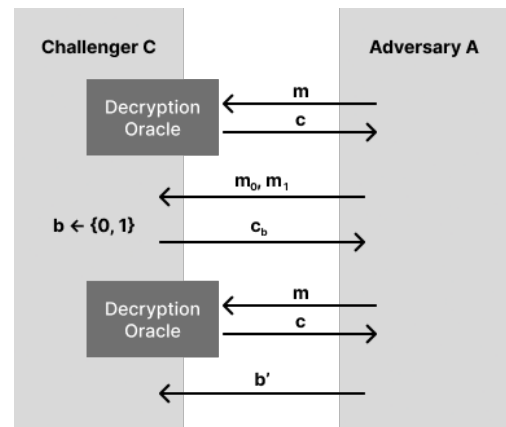 Challenger C
Adversary A
Decryption
Oracle
m
c
m₀, m₁
b ← {0, 1}
c_b
Decryption
Oracle
m
c
b'